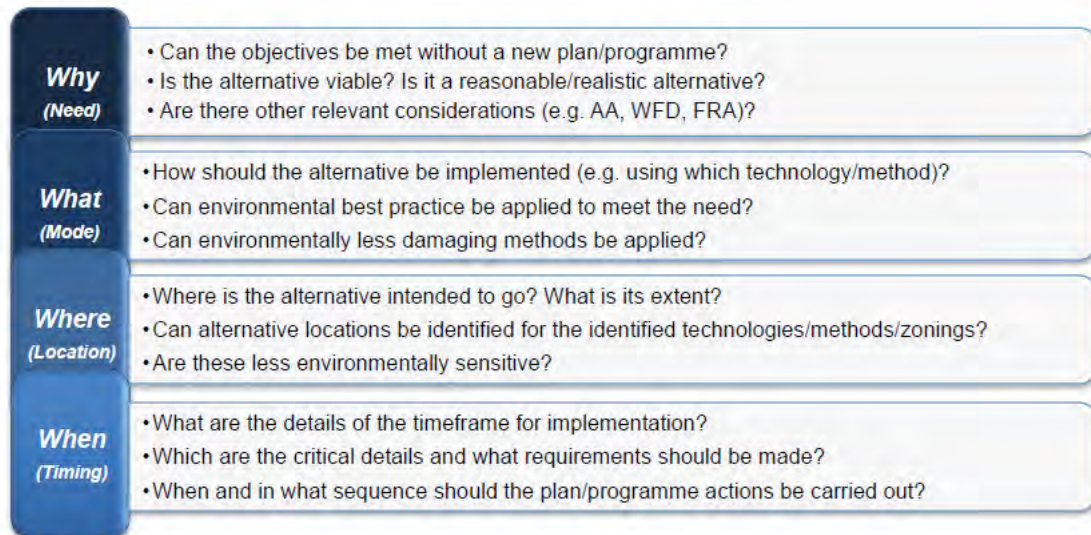 Why
(Need)
• Can the objectives be met without a new plan/programme?
• Is the alternative viable? Is it a reasonable/realistic alternative?
• Are there other relevant considerations (e.g. AA, WFD, FRA)?
What
(Mode)
•How should the alternative be implemented (e.g. using which technology/method)?
•Can environmental best practice be applied to meet the need?
•Can environmentally less damaging methods be applied?
Where
(Location)
•Where is the alternative intended to go? What is its extent?
•Can alternative locations be identified for the identified technologies/methods/zonings?
•Are these less environmentally sensitive?
When
(Timing)
•What are the details of the timeframe for implementation?
•Which are the critical details and what requirements should be made?
•When and in what sequence should the plan/programme actions be carried out?